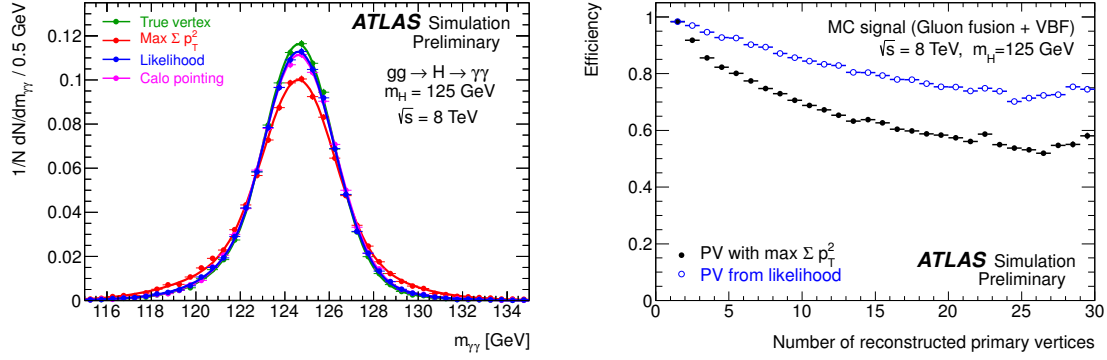 1/N dN/dmγγ / 0.5 GeV
0.12
0.1
0.08
0.06
0.04
0.02
0
True vertex
Max Σ p_T^2
Likelihood
Calo pointing
ATLAS Simulation
Preliminary
gg → H → γγ
m_H = 125 GeV
√s = 8 TeV
116 118 120 122 124 126 128 130 132 134
mγγ [GeV]
Efficiency
1
0.8
0.6
0.4
0.2
0
MC signal (Gluon fusion + VBF)
√s = 8 TeV, m_H=125 GeV
PV with max Σ p_T^2
PV from likelihood
ATLAS Simulation
Preliminary
0 5 10 15 20 25 30
Number of reconstructed primary vertices